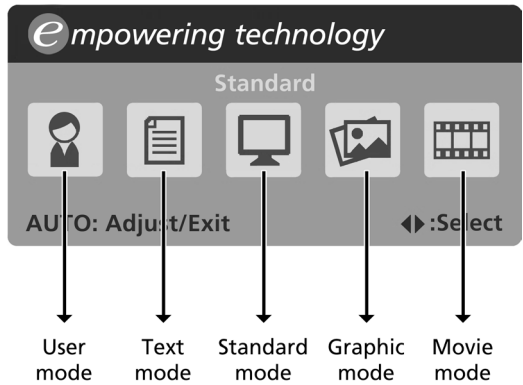 empowering technology
Standard
AUTO: Adjust/Exit
:Select
User mode
Text mode
Standard mode
Graphic mode
Movie mode